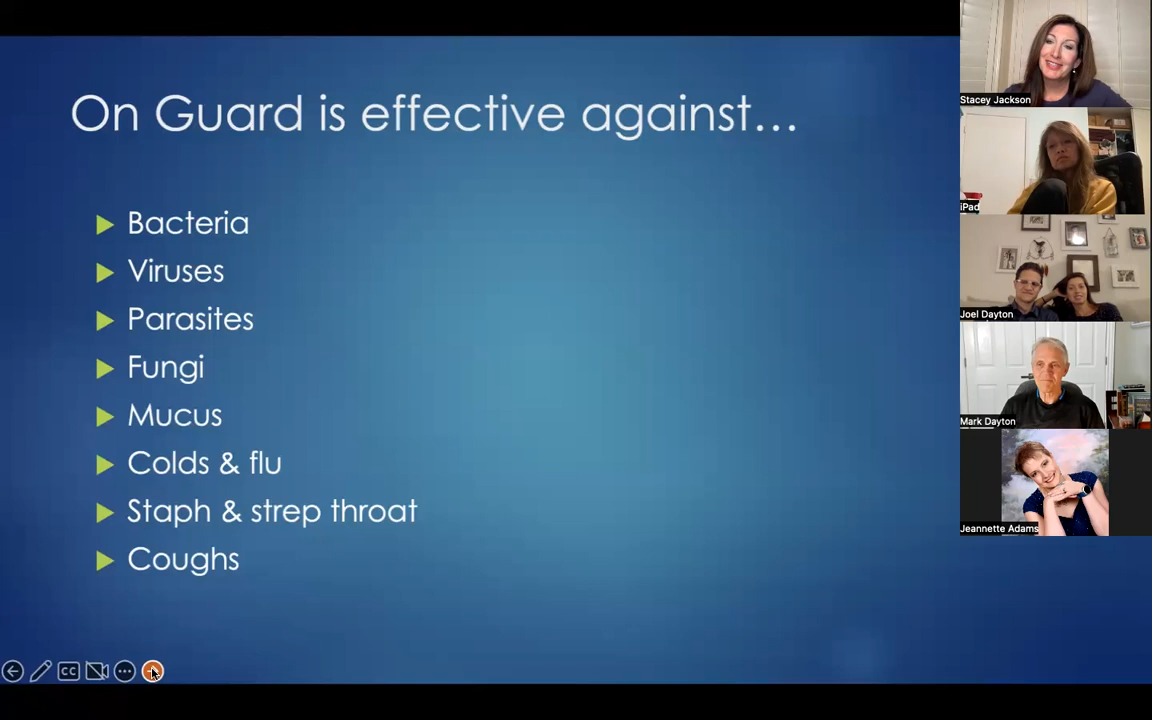 On Guard is effective against...
Bacteria
Viruses
Parasites
Fungi
Mucus
Colds & flu
Staph & strep throat
Coughs
CC
Stacey Jackson
iPad
Joel Dayton
Mark Dayton
Jeannette Adams